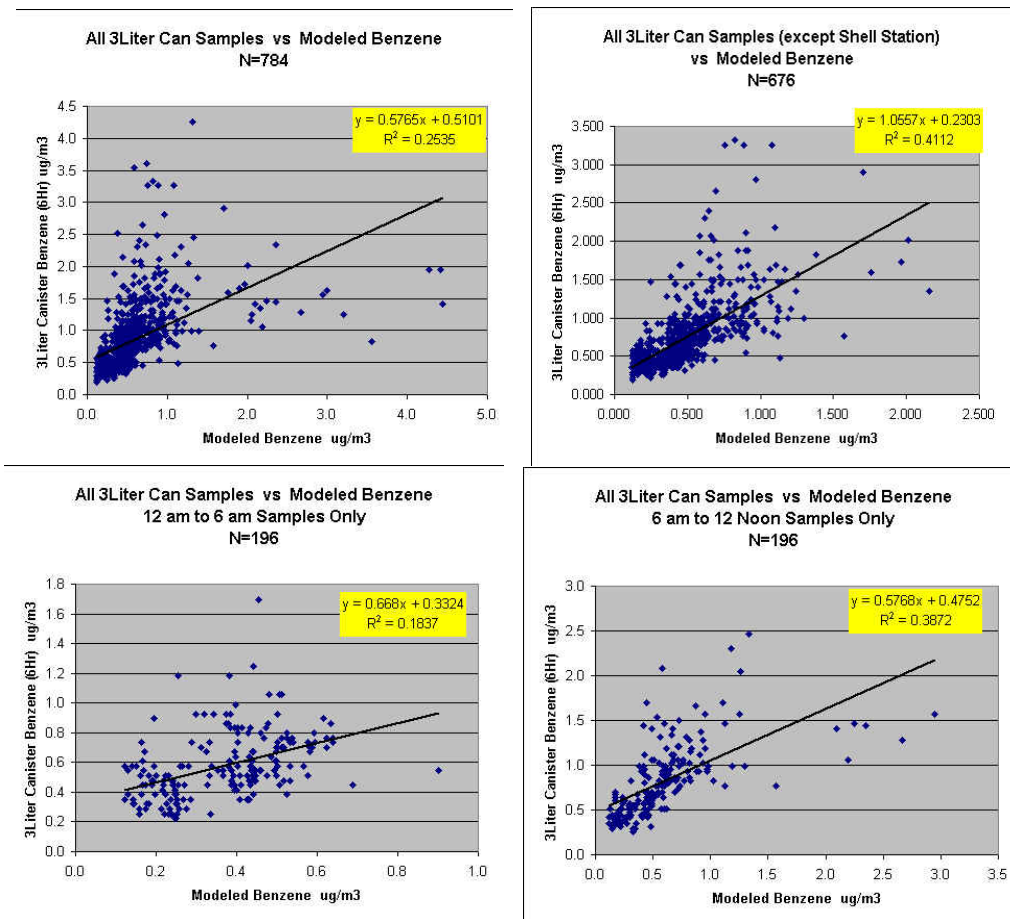 All 3Liter Can Samples vs Modeled Benzene
N=784
y = 0.5765x + 0.5101
R² = 0.2535
3Liter Canister Benzene (6Hr) ug/m3
4.5
4.0
3.5
3.0
2.5
2.0
1.5
1.0
0.5
0.0
0.0 1.0 2.0 3.0 4.0 5.0
Modeled Benzene ug/m3
All 3Liter Can Samples (except Shell Station)
vs Modeled Benzene
N=676
y = 1.0557x + 0.2303
R² = 0.4112
3Liter Canister Benzene (6Hr) ug/m3
3.500
3.000
2.500
2.000
1.500
1.000
0.500
0.000
0.000 0.500 1.000 1.500 2.000 2.500
Modeled Benzene ug/m3
All 3Liter Can Samples vs Modeled Benzene
12 am to 6 am Samples Only
N=196
y = 0.668x + 0.3324
R² = 0.1837
3Liter Canister Benzene (6Hr) ug/m3
1.8
1.6
1.4
1.2
1.0
0.8
0.6
0.4
0.2
0.0
0.0 0.2 0.4 0.6 0.8 1.0
Modeled Benzene ug/m3
All 3Liter Can Samples vs Modeled Benzene
6 am to 12 Noon Samples Only
N=196
y = 0.5768x + 0.4752
R² = 0.3872
3Liter Canister Benzene (6Hr) ug/m3
3.0
2.5
2.0
1.5
1.0
0.5
0.0
0.0 0.5 1.0 1.5 2.0 2.5 3.0 3.5
Modeled Benzene ug/m3